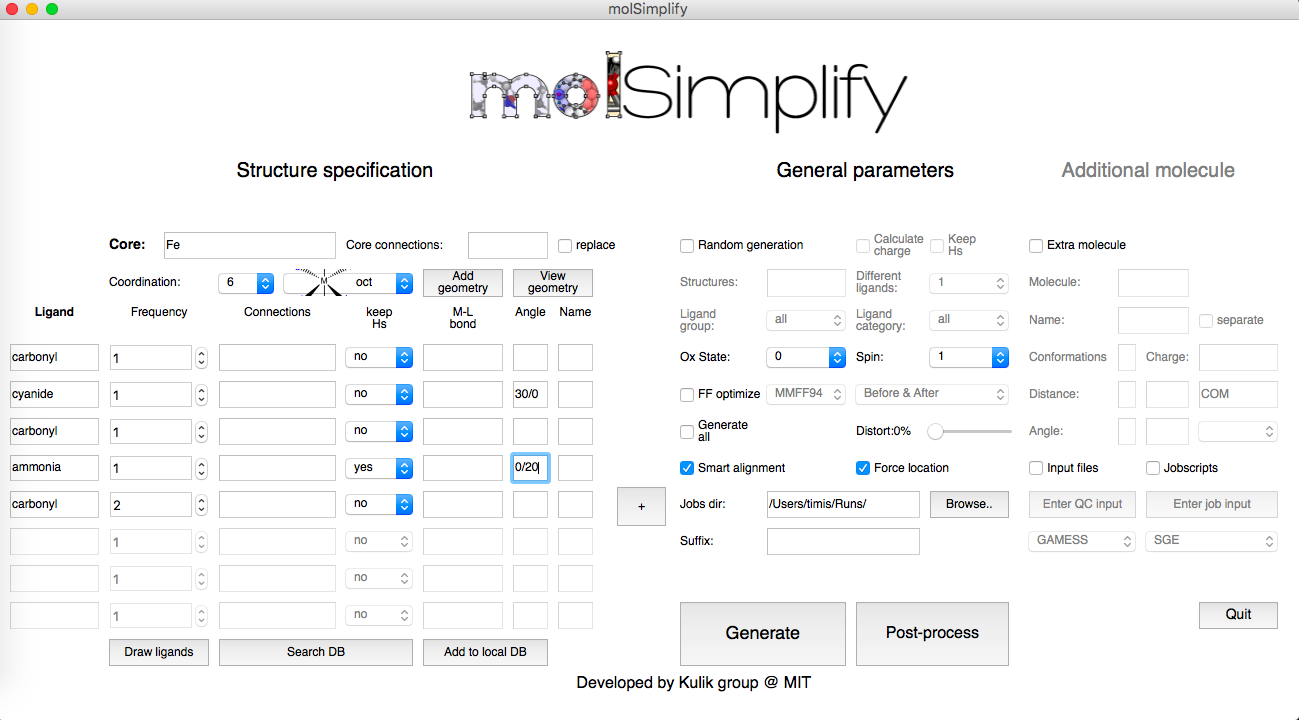 molSimplify
molSimplify
Structure specification
General parameters
Additional molecule
Core: Fe Core connections: replace
Random generation Calculate charge Keep Hs Extra molecule
Coordination: 6 M oct Add geometry View geometry
Structures: Different ligands: 1 Molecule:
Ligand Frequency Connections keep Hs M-L bond Angle Name
Ligand group: all Ligand category: all Name: separate
carbonyl 1 no
Ox State: 0 Spin: 1 Conformations Charge:
cyanide 1 no 30/0
FF optimize MMFF94 Before & After Distance: COM
carbonyl 1 no
Generate all Distort:0% Angle:
ammonia 1 yes 0/20
Smart alignment Force location Input files Jobscripts
carbonyl 2 no
+
Jobs dir: /Users/timis/Runs/ Browse.. Enter QC input Enter job input
1 no
Suffix: GAMESS SGE
1 no
1 no
Generate Post-process Quit
Draw ligands Search DB Add to local DB
Developed by Kulik group @ MIT